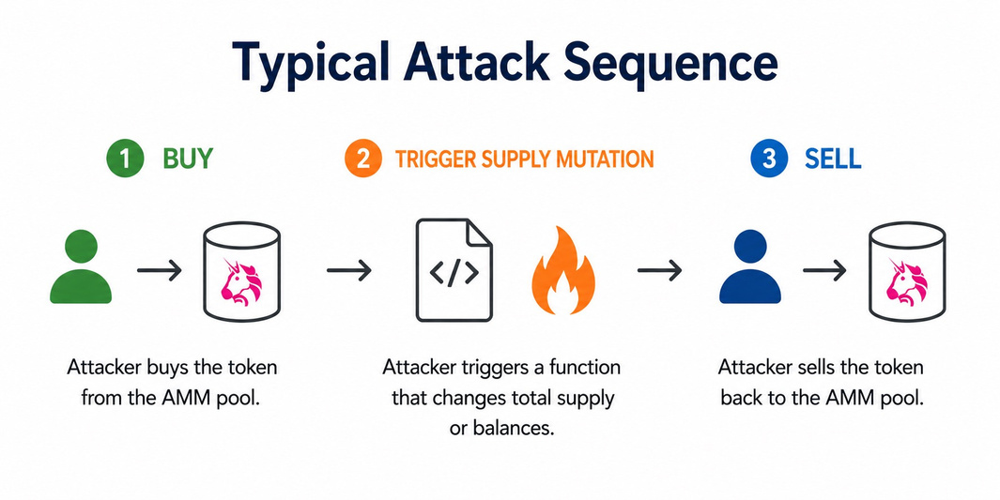 Typical Attack Sequence
1 BUY
2 TRIGGER SUPPLY MUTATION
3 SELL
</>
Attacker buys the token
from the AMM pool.
Attacker triggers a function
that changes total supply
or balances.
Attacker sells the token
back to the AMM pool.